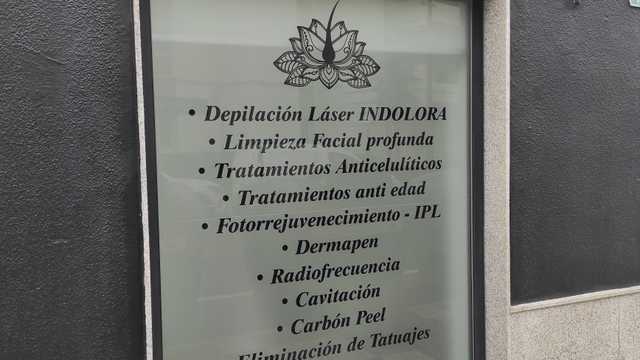 • Depilación Láser INDOLORA
• Limpieza Facial profunda
• Tratamientos Anticelulíticos
• Tratamientos anti edad
• Fotorrejuvenecimiento - IPL
• Dermapen
• Radiofrecuencia
• Cavitación
• Carbón Peel
Eliminación de Tatuajes